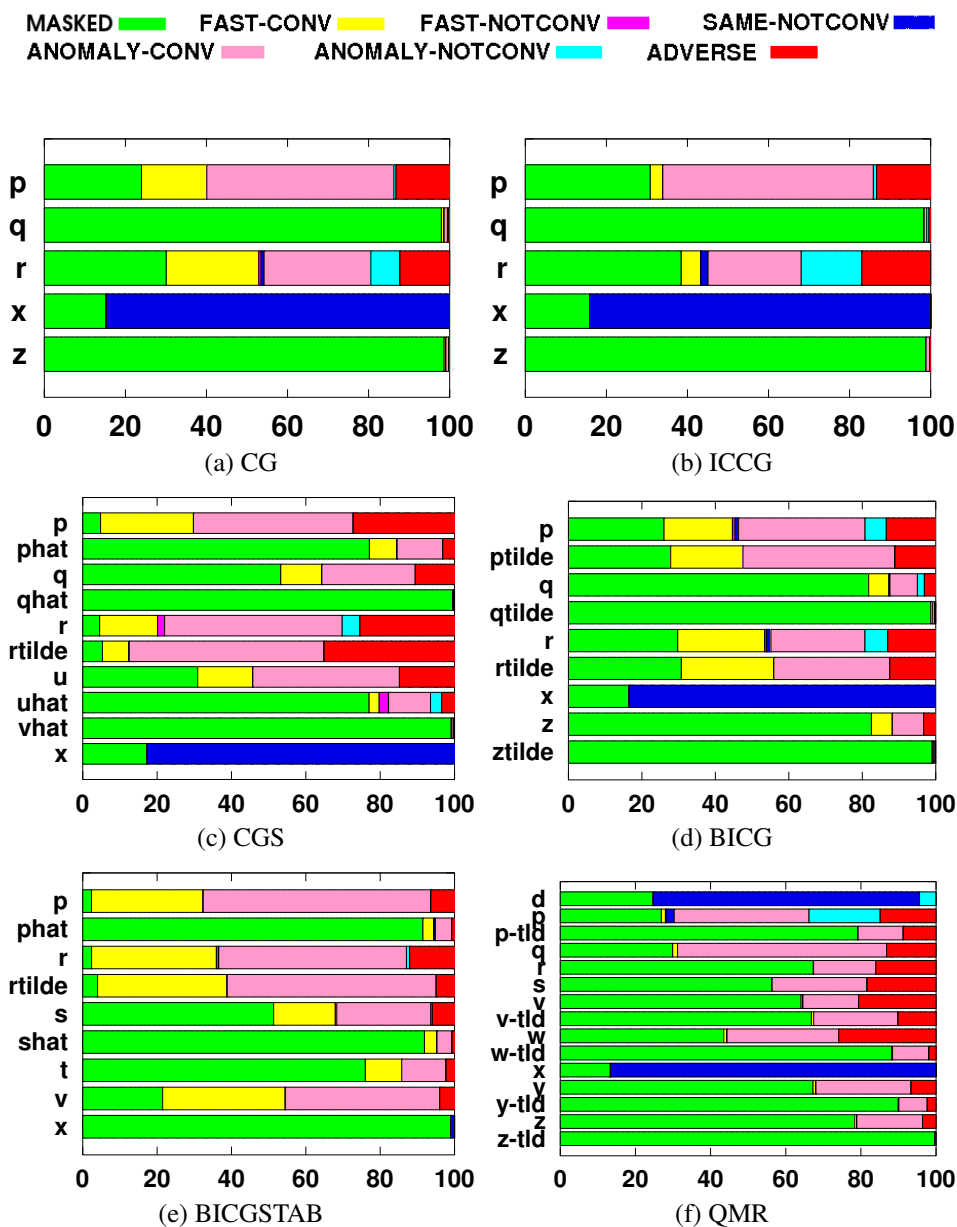 MASKED FAST-CONV FAST-NOTCONV SAME-NOTCONV
ANOMALY-CONV ANOMALY-NOTCONV ADVERSE
p
q
r
x
z
0 20 40 60 80 100
(a) CG
p
q
r
x
z
0 20 40 60 80 100
(b) ICCG
p
phat
q
qhat
r
rtilde
u
uhat
vhat
x
0 20 40 60 80 100
(c) CGS
p
ptilde
q
qtilde
r
rtilde
x
z
ztilde
0 20 40 60 80 100
(d) BICG
p
phat
r
rtilde
s
shat
t
v
x
0 20 40 60 80 100
(e) BICGSTAB
d
p
p-tld
q
r
s
v
v-tld
w
w-tld
x
y
y-tld
z
z-tld
0 20 40 60 80 100
(f) QMR